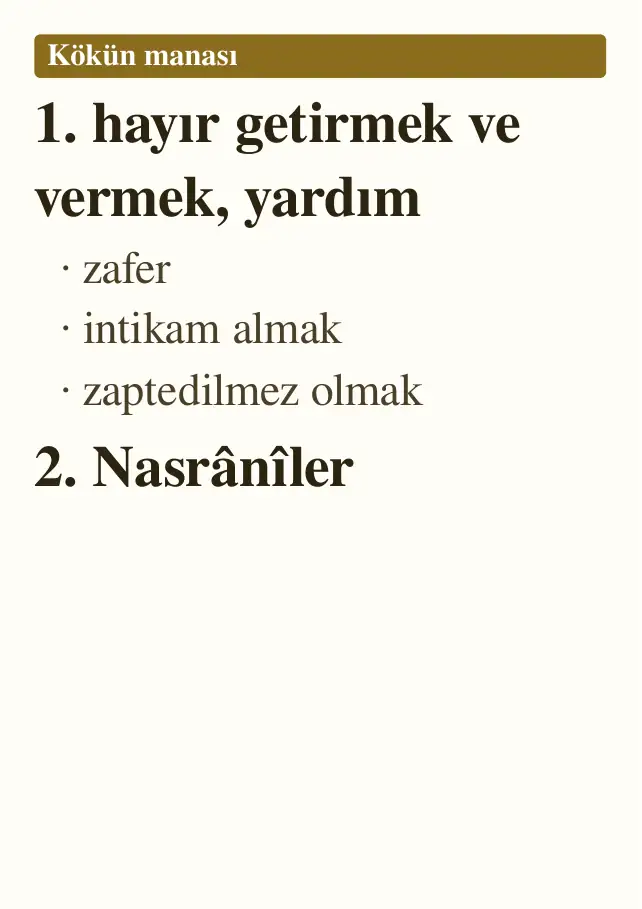 Kökün manası
1. hayır getirmek ve
vermek, yardım
· zafer
· intikam almak
· zaptedilmez olmak
2. Nasrânîler